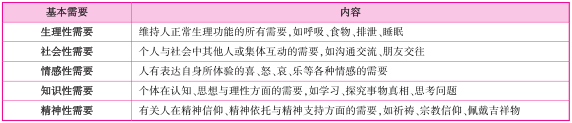 基本需要 内容
生理性需要 维持人正常生理功能的所有需要,如呼吸、食物、排泄、睡眠
社会性需要 个人与社会中其他人或集体互动的需要,如沟通交流、朋友交往
情感性需要 人有表达自身所体验的喜、怒、哀、乐等各种情感的需要
知识性需要 个体在认知、思想与理性方面的需要,如学习、探究事物真相、思考问题
精神性需要 有关人在精神信仰、精神依托与精神支持方面的需要,如祈祷、宗教信仰、佩戴吉祥物